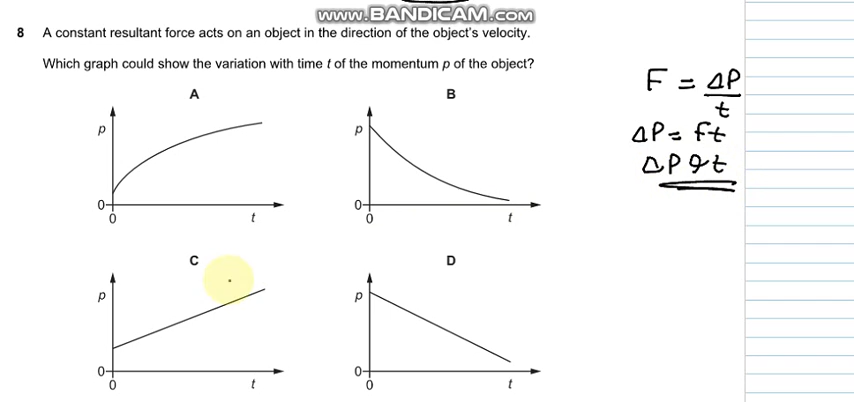 www.BANDICAM.com
8 A constant resultant force acts on an object in the direction of the object's velocity.
Which graph could show the variation with time t of the momentum p of the object?
F = ΔP/t
ΔP = Ft
ΔP α t
A
p
0
0
t
B
p
0
0
t
C
p
0
0
t
D
p
0
0
t